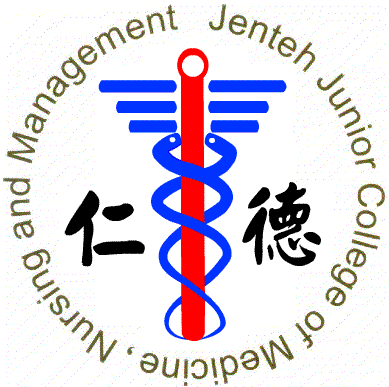 Jenteh Junior College of Medicine, Nursing and Management
仁德